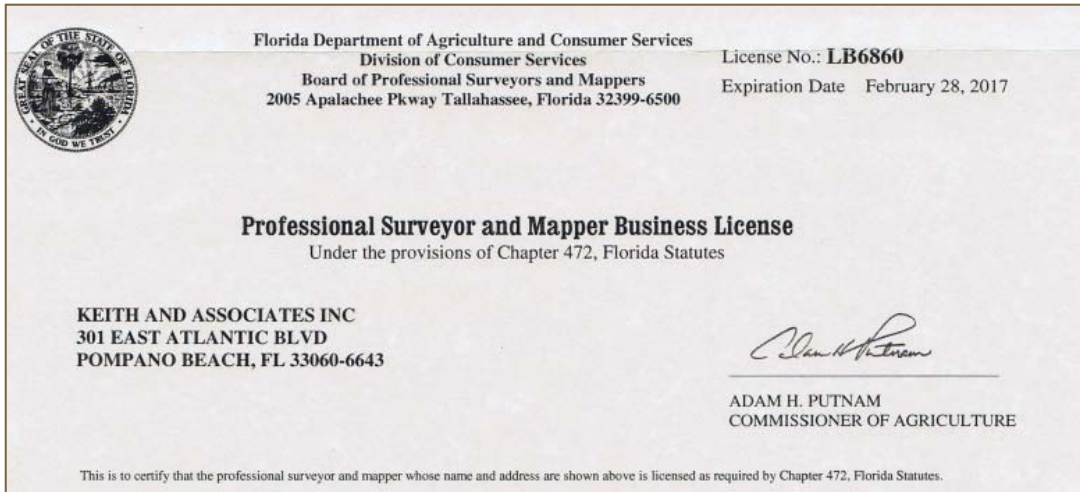 GREAT SEAL OF THE STATE OF FLORIDA
IN GOD WE TRUST
Florida Department of Agriculture and Consumer Services
Division of Consumer Services
Board of Professional Surveyors and Mappers
2005 Apalachee Pkway Tallahassee, Florida 32399-6500
License No.: LB6860
Expiration Date February 28, 2017
Professional Surveyor and Mapper Business License
Under the provisions of Chapter 472, Florida Statutes
KEITH AND ASSOCIATES INC
301 EAST ATLANTIC BLVD
POMPANO BEACH, FL 33060-6643
Adam H Putnam
ADAM H. PUTNAM
COMMISSIONER OF AGRICULTURE
This is to certify that the professional surveyor and mapper whose name and address are shown above is licensed as required by Chapter 472, Florida Statutes.